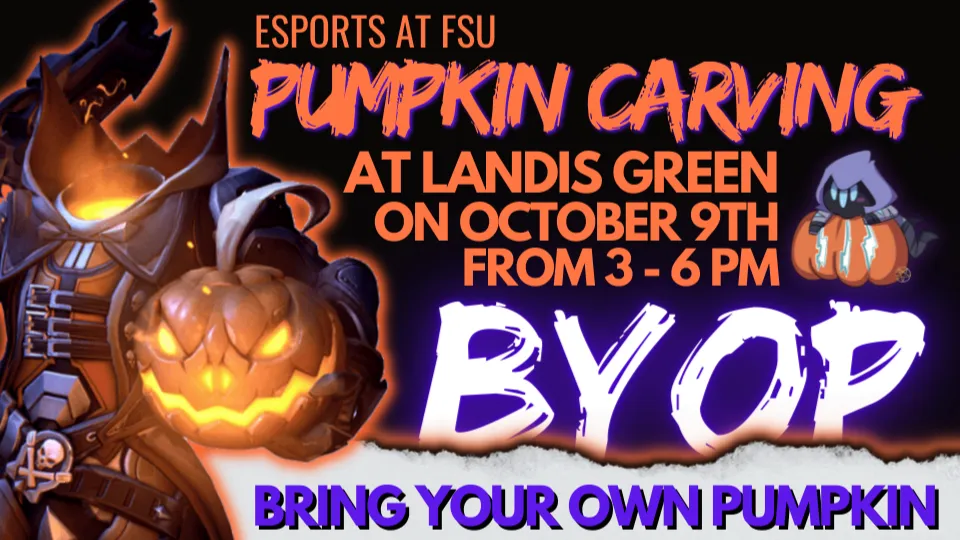 ESPORTS AT FSU
PUMPKIN CARVING
AT LANDIS GREEN
ON OCTOBER 9TH
FROM 3 - 6 PM
BYOP
BRING YOUR OWN PUMPKIN